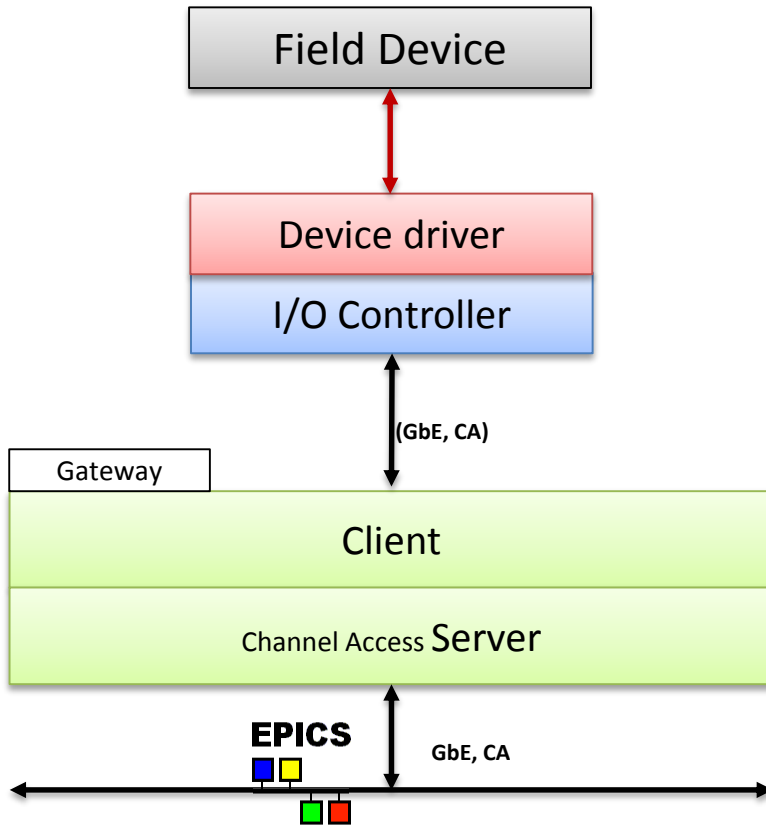 Field Device
Device driver
I/O Controller
(GbE, CA)
Gateway
Client
Channel Access Server
EPICS
GbE, CA